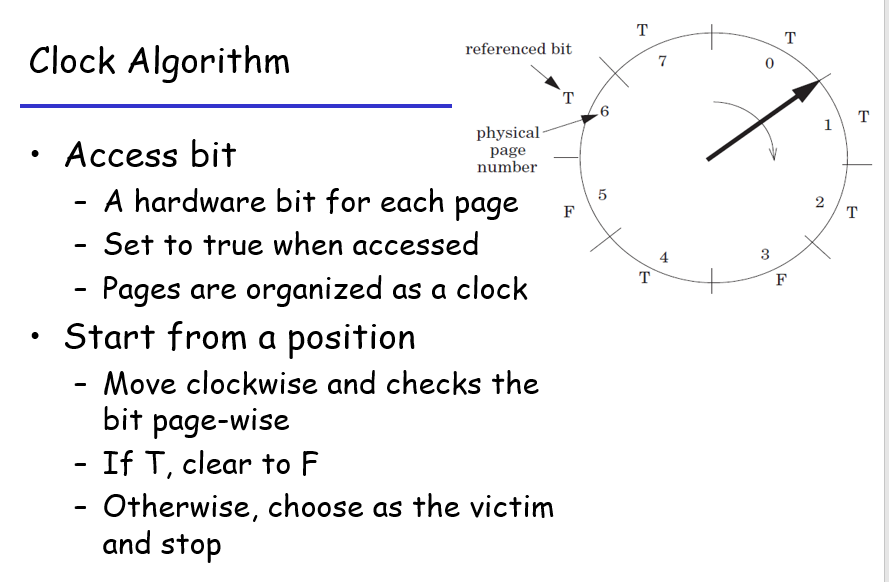 Clock Algorithm
• Access bit
– A hardware bit for each page
– Set to true when accessed
– Pages are organized as a clock
• Start from a position
– Move clockwise and checks the
bit page-wise
– If T, clear to F
– Otherwise, choose as the victim
and stop
referenced bit
physical
page
number
T
7
T
0
T
6
1
T
5
F
2
T
4
T
3
F